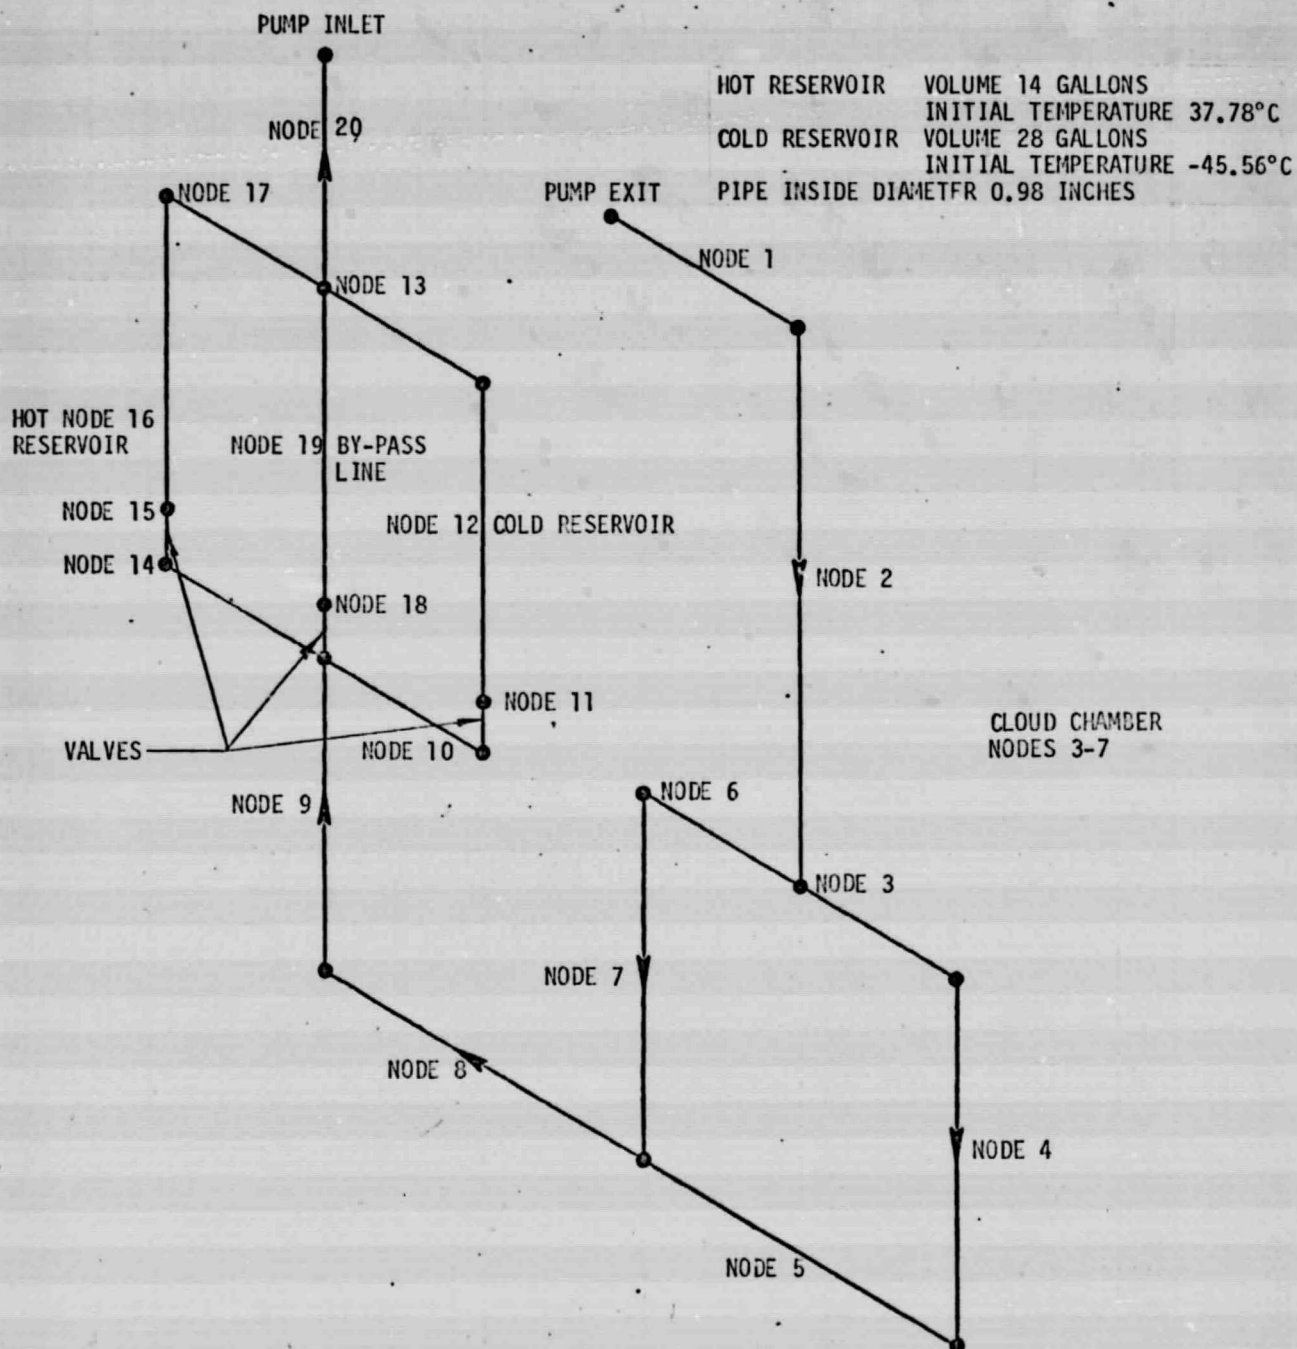 PUMP INLET
HOT RESERVOIR VOLUME 14 GALLONS
INITIAL TEMPERATURE 37.78°C
COLD RESERVOIR VOLUME 28 GALLONS
INITIAL TEMPERATURE -45.56°C
PIPE INSIDE DIAMETFR 0.98 INCHES
NODE 20
NODE 17
PUMP EXIT
NODE 1
NODE 13
HOT NODE 16
RESERVOIR
NODE 19 BY-PASS
LINE
NODE 12 COLD RESERVOIR
NODE 15
NODE 14
NODE 2
NODE 18
NODE 11
VALVES
NODE 10
CLOUD CHAMBER
NODES 3-7
NODE 9
NODE 6
NODE 3
NODE 7
NODE 8
NODE 4
NODE 5